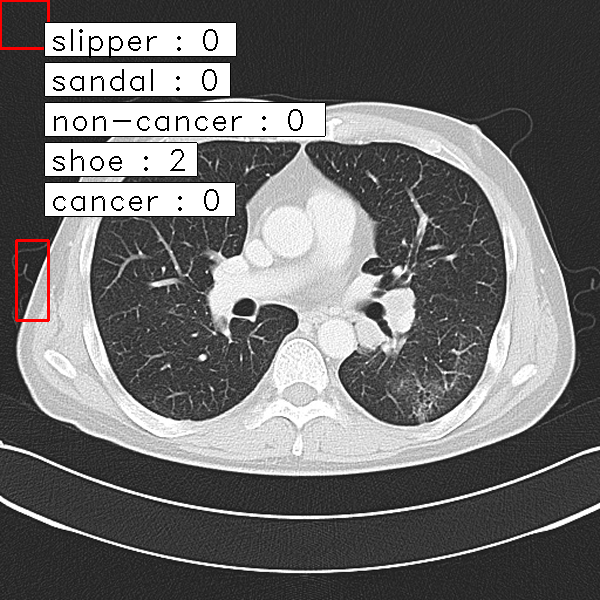 slipper : 0
sandal : 0
non-cancer : 0
shoe : 2
cancer : 0